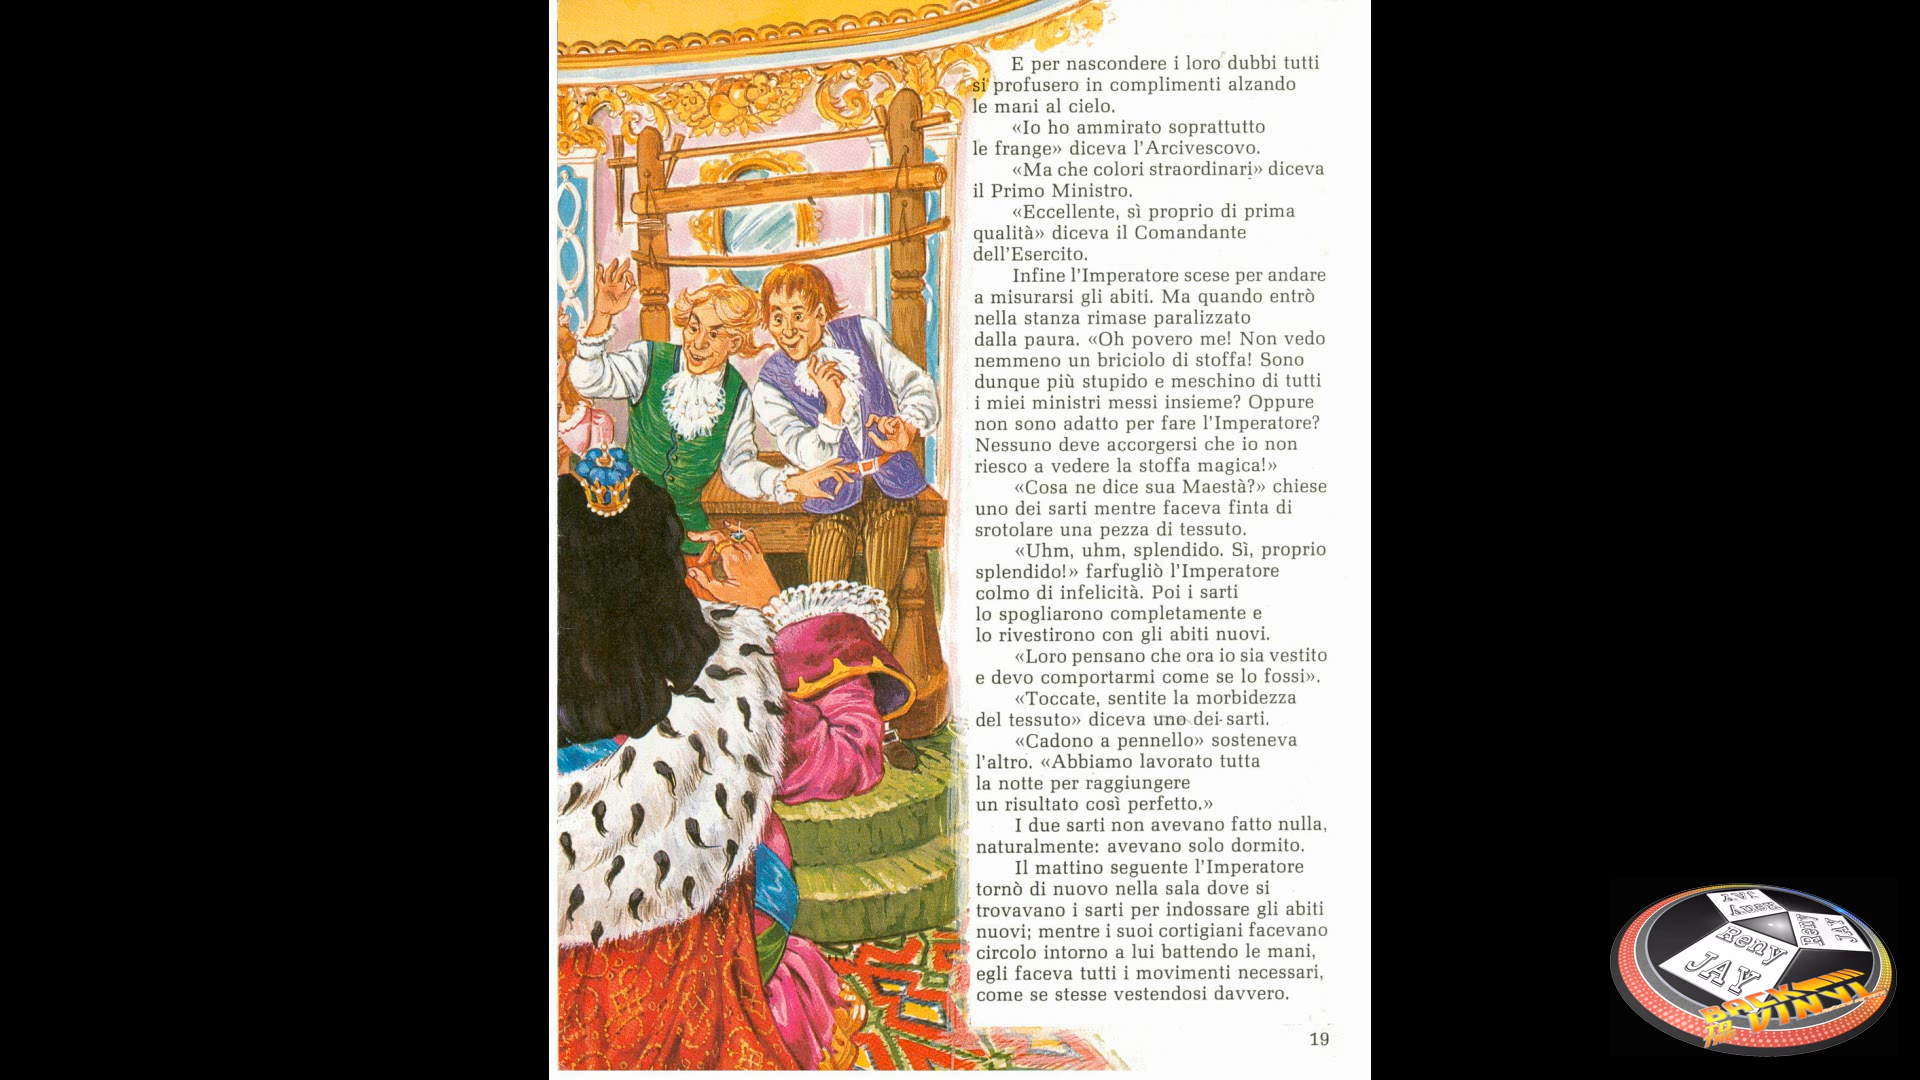 E per nascondere i loro dubbi tutti
si profusero in complimenti alzando
le mani al cielo.
«Io ho ammirato soprattutto
le frange» diceva l'Arcivescovo.
«Ma che colori straordinari» diceva
il Primo Ministro.
«Eccellente, sì proprio di prima
qualità» diceva il Comandante
dell'Esercito.
Infine l'Imperatore scese per andare
a misurarsi gli abiti. Ma quando entrò
nella stanza rimase paralizzato
dalla paura. «Oh povero me! Non vedo
nemmeno un briciolo di stoffa! Sono
dunque più stupido e meschino di tutti
i miei ministri messi insieme? Oppure
non sono adatto per fare l'Imperatore?
Nessuno deve accorgersi che io non
riesco a vedere la stoffa magica!»
«Cosa ne dice sua Maestà?» chiese
uno dei sarti mentre faceva finta di
srotolare una pezza di tessuto.
«Uhm, uhm, splendido. Sì, proprio
splendido!» farfugliò l'Imperatore
colmo di infelicità. Poi i sarti
lo spogliarono completamente e
lo rivestirono con gli abiti nuovi.
«Loro pensano che ora io sia vestito
e devo comportarmi come se lo fossi».
«Toccate, sentite la morbidezza
del tessuto» diceva uno dei sarti.
«Cadono a pennello» sosteneva
l'altro. «Abbiamo lavorato tutta
la notte per raggiungere
un risultato così perfetto.»
I due sarti non avevano fatto nulla,
naturalmente: avevano solo dormito.
Il mattino seguente l'Imperatore
tornò di nuovo nella sala dove si
trovavano i sarti per indossare gli abiti
nuovi; mentre i suoi cortigiani facevano
circolo intorno a lui battendo le mani,
egli faceva tutti i movimenti necessari,
come se stesse vestendosi davvero.
19
Reny
JAY
Reny
JAY
Reny
JAY
BACK
TO
THE
VINYL